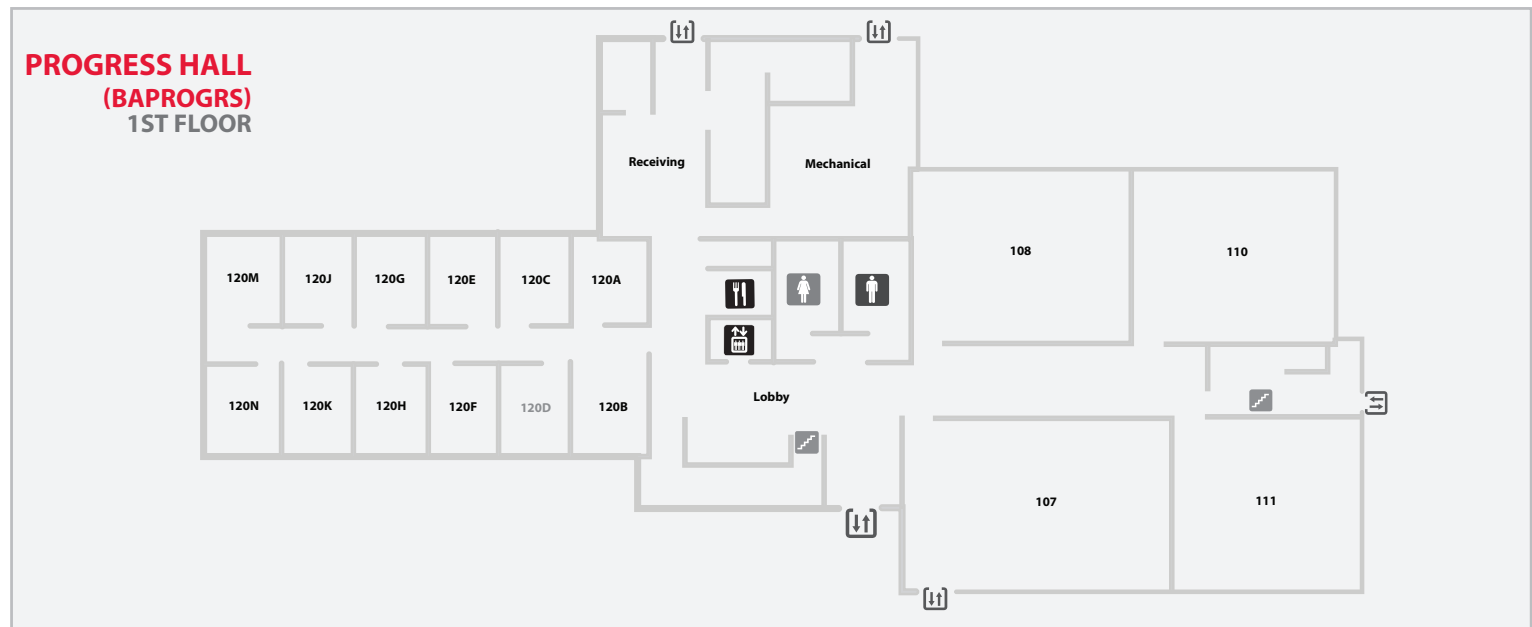 PROGRESS HALL
(BAPROGRS)
1ST FLOOR
Receiving
Mechanical
108
110
120M
120J
120G
120E
120C
120A
120N
120K
120H
120F
120D
120B
Lobby
107
111